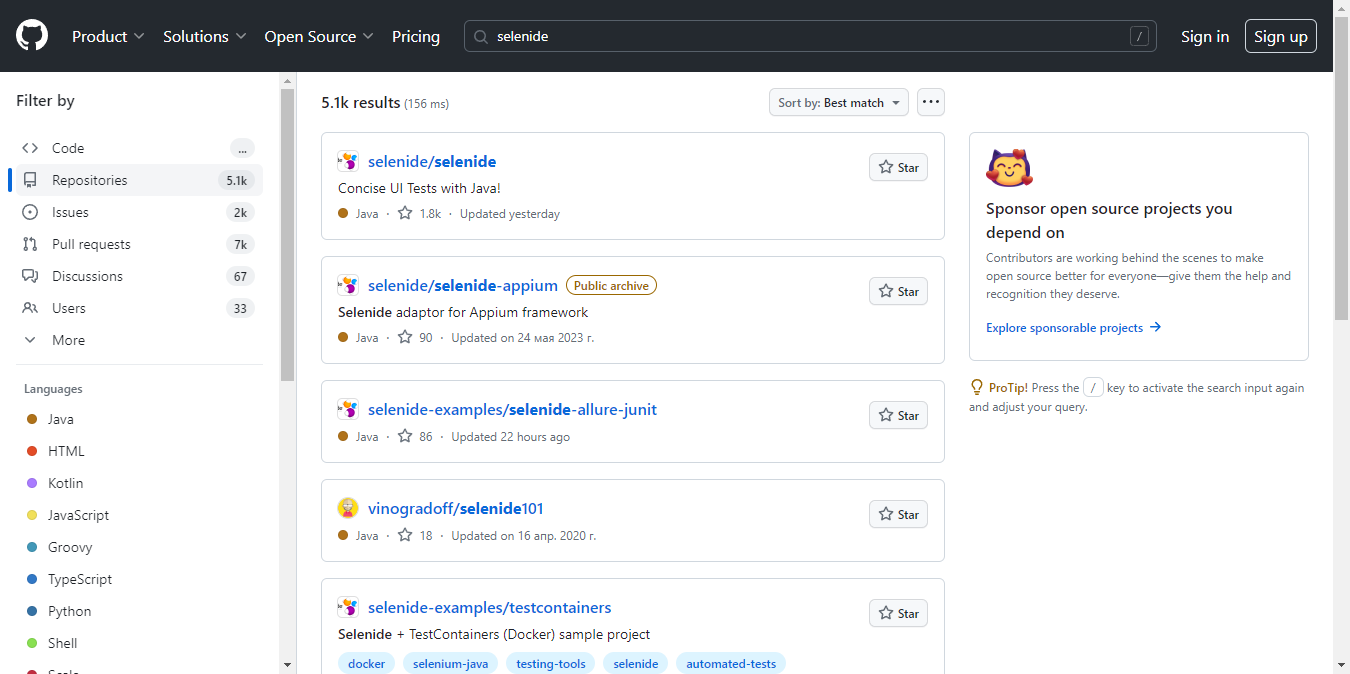 Product Solutions Open Source Pricing selenide / Sign in Sign up
Filter by
Code ...
Repositories 5.1k
Issues 2k
Pull requests 7k
Discussions 67
Users 33
More
Languages
Java
HTML
Kotlin
JavaScript
Groovy
TypeScript
Python
Shell
Scala
5.1k results (156 ms)
Sort by: Best match
selenide/selenide
Star
Concise UI Tests with Java!
Java · 1.8k · Updated yesterday
selenide/selenide-appium Public archive
Star
Selenide adaptor for Appium framework
Java · 90 · Updated on 24 мая 2023 г.
selenide-examples/selenide-allure-junit
Star
Java · 86 · Updated 22 hours ago
vinogradoff/selenide101
Star
Java · 18 · Updated on 16 апр. 2020 г.
selenide-examples/testcontainers
Star
Selenide + TestContainers (Docker) sample project
docker selenium-java testing-tools selenide automated-tests
Sponsor open source projects you
depend on
Contributors are working behind the scenes to make
open source better for everyone—give them the help and
recognition they deserve.
Explore sponsorable projects →
ProTip! Press the / key to activate the search input again
and adjust your query.